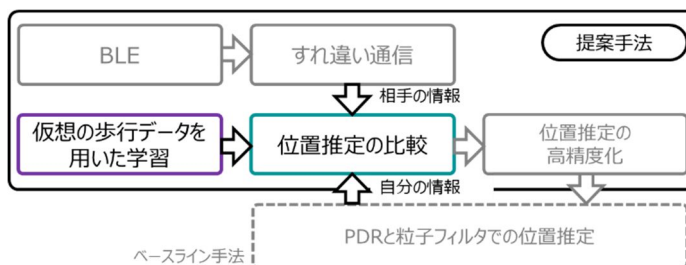 提案手法
BLE
すれ違い通信
相手の情報
仮想の歩行データを
用いた学習
位置推定の比較
位置推定の
高精度化
自分の情報
PDRと粒子フィルタでの位置推定
ベースライン手法